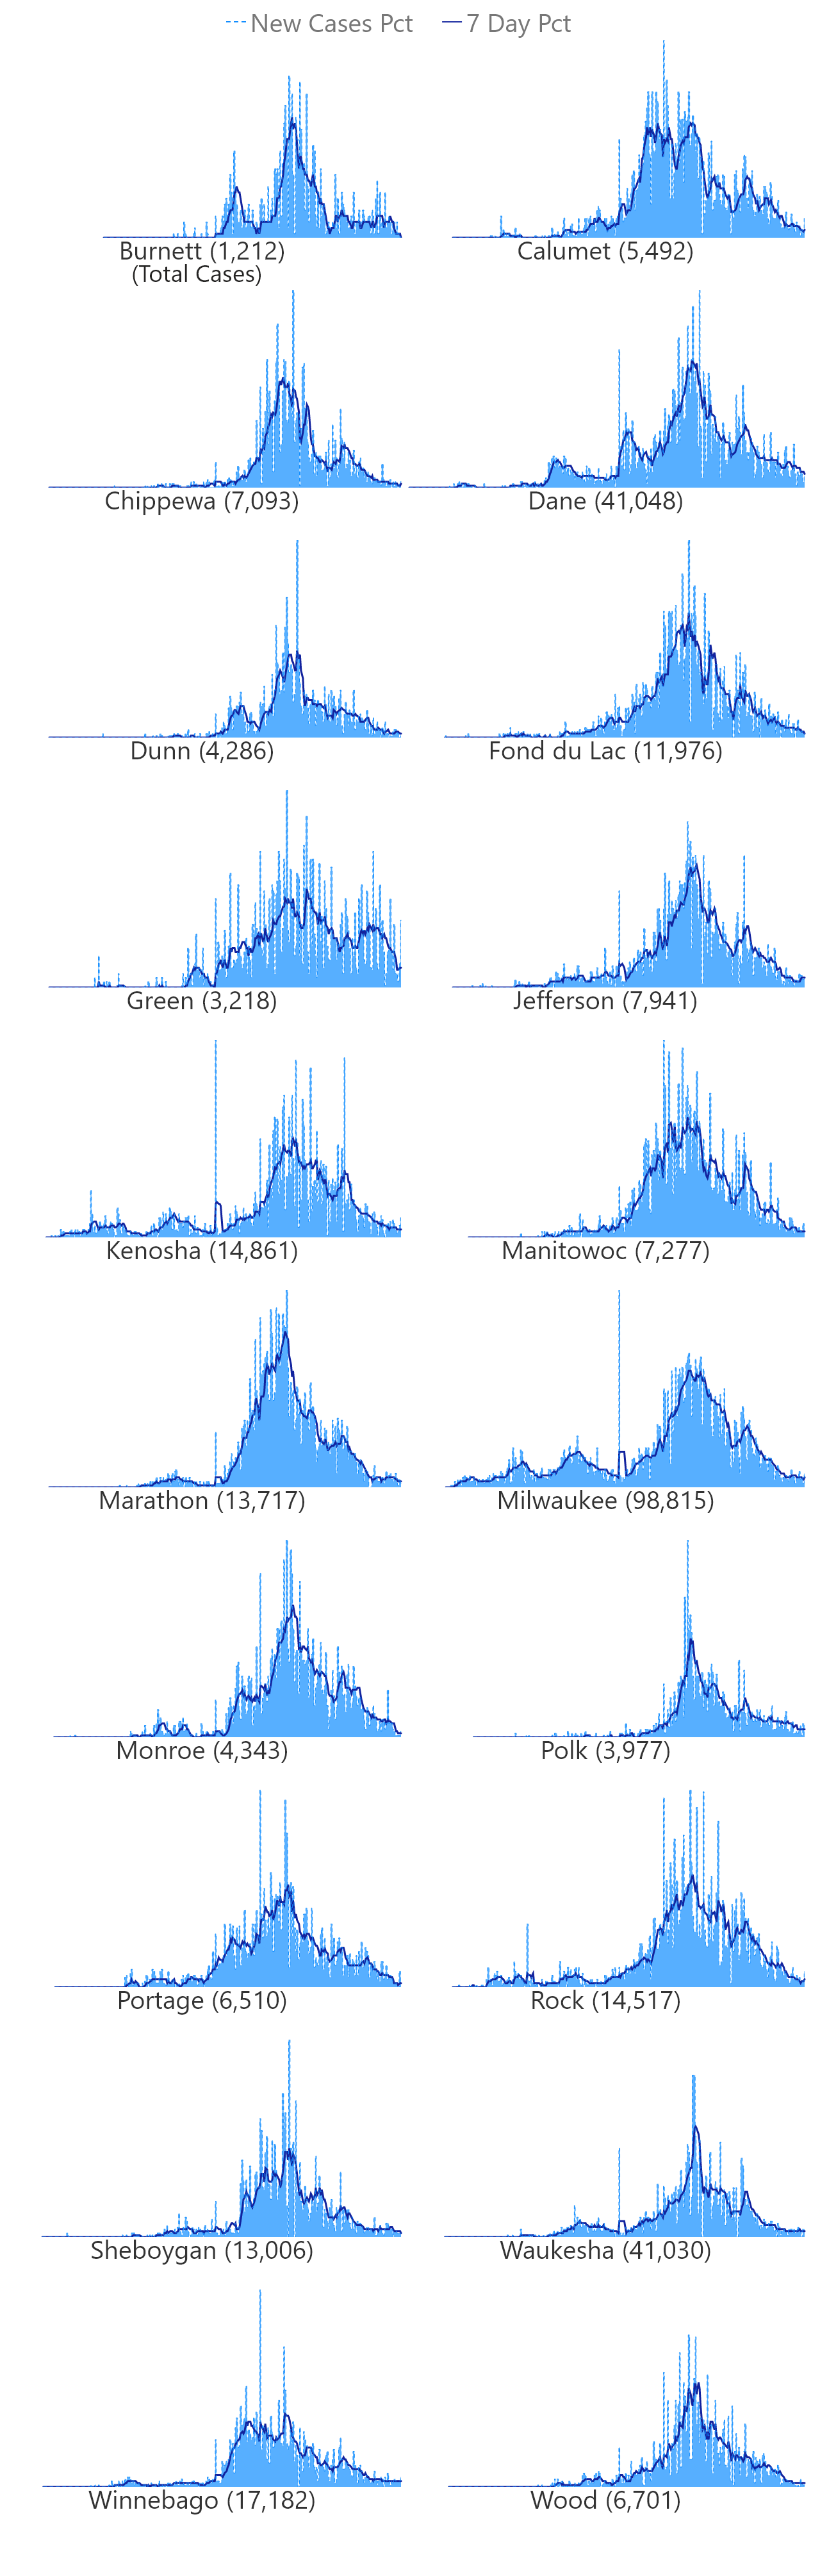 New Cases Pct 7 Day Pct
Burnett (1,212) Calumet (5,492)
(Total Cases)
Chippewa (7,093) Dane (41,048)
Dunn (4,286) Fond du Lac (11,976)
Green (3,218) Jefferson (7,941)
Kenosha (14,861) Manitowoc (7,277)
Marathon (13,717) Milwaukee (98,815)
Monroe (4,343) Polk (3,977)
Portage (6,510) Rock (14,517)
Sheboygan (13,006) Waukesha (41,030)
Winnebago (17,182) Wood (6,701)